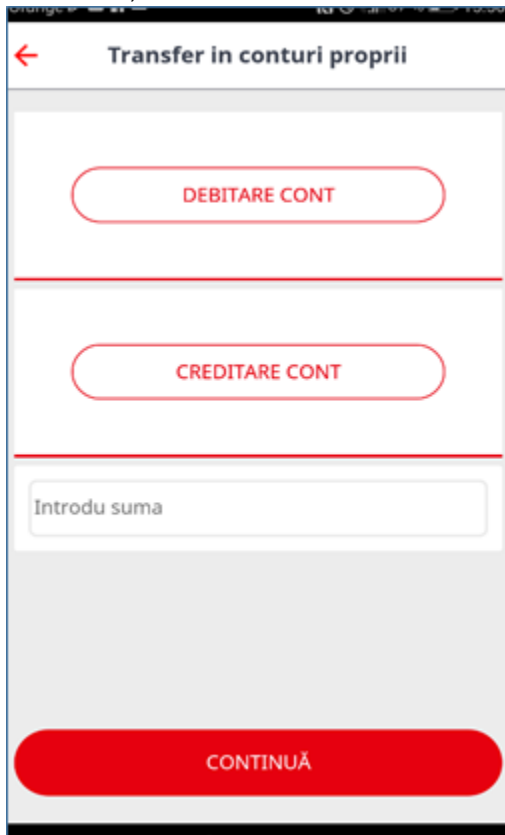 Transfer in conturi proprii
DEBITARE CONT
CREDITARE CONT
Introdu suma
CONTINUĂ